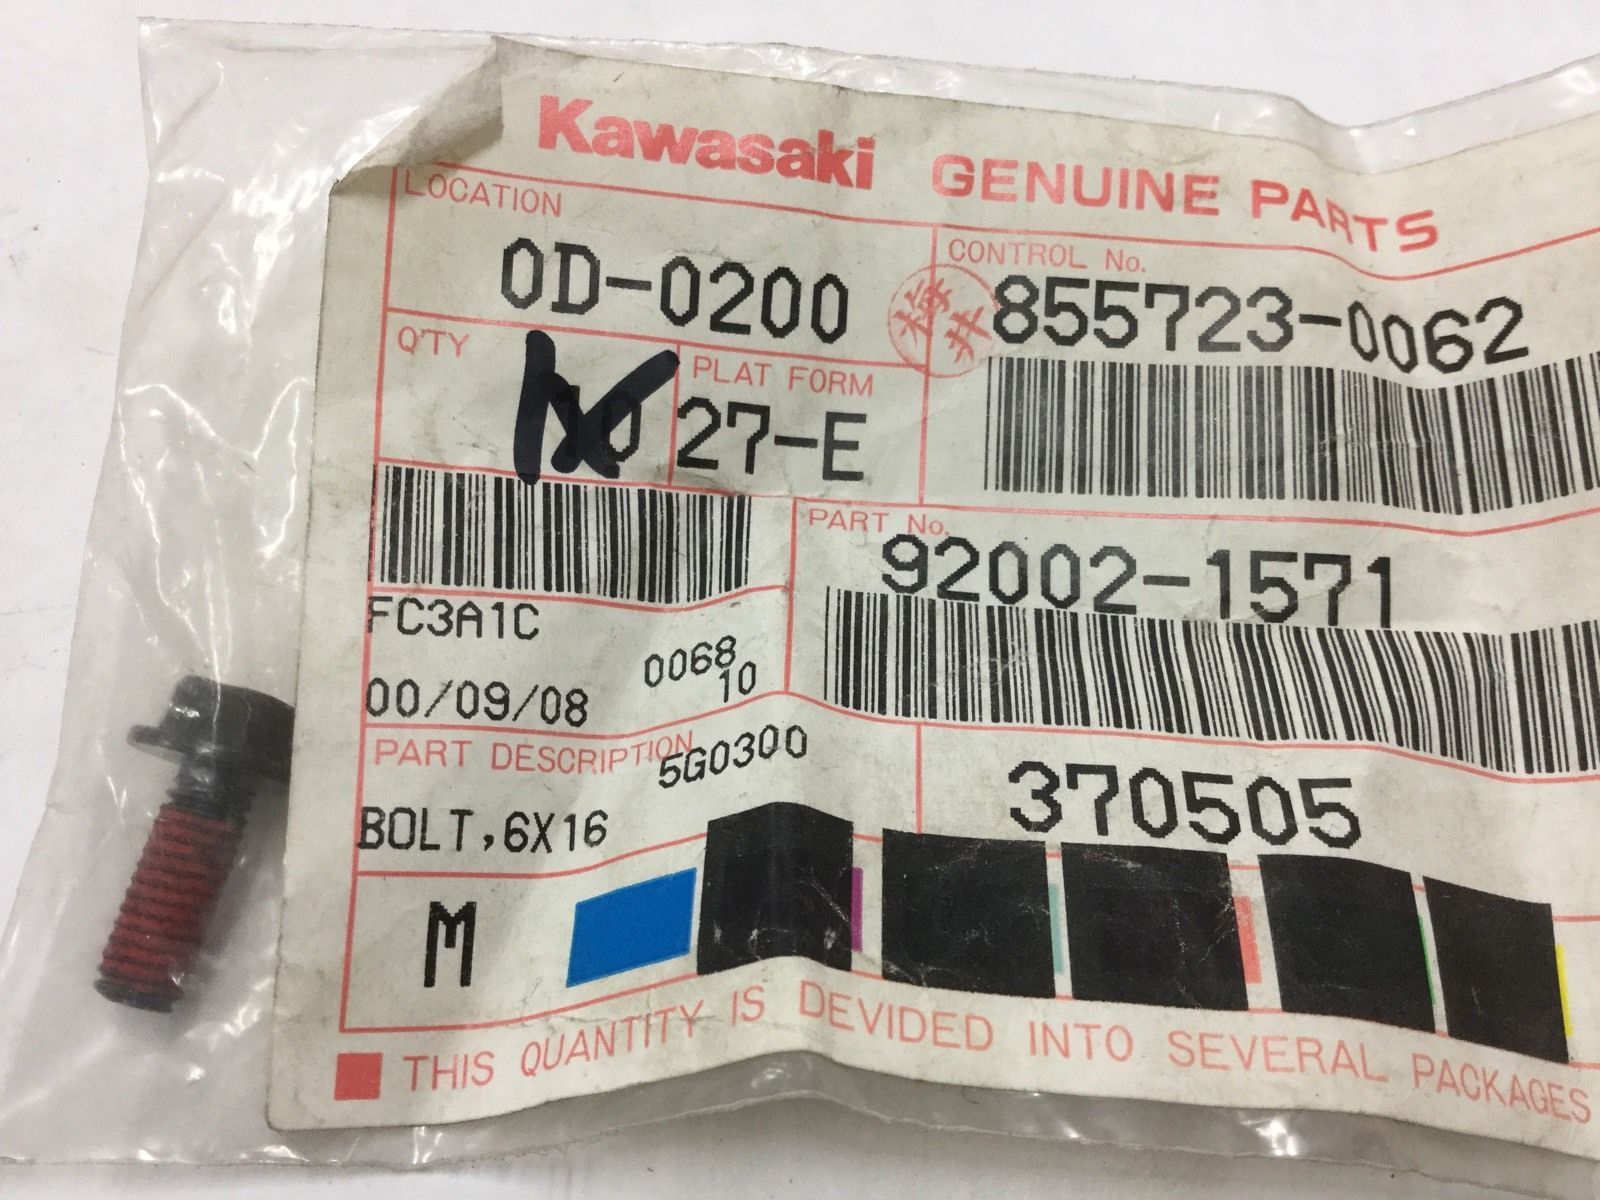 Kawasaki GENUINE PARTS
LOCATION
0D-0200
CONTROL No.
855723-0062
Q'TY
PLAT FORM
27-E
PART No.
92002-1571
FC3A1C
0068
10
00/09/08
PART DESCRIPTION
5G0300
370505
BOLT,6X16
M
THIS QUANTITY IS DEVIDED INTO SEVERAL PACKAGES